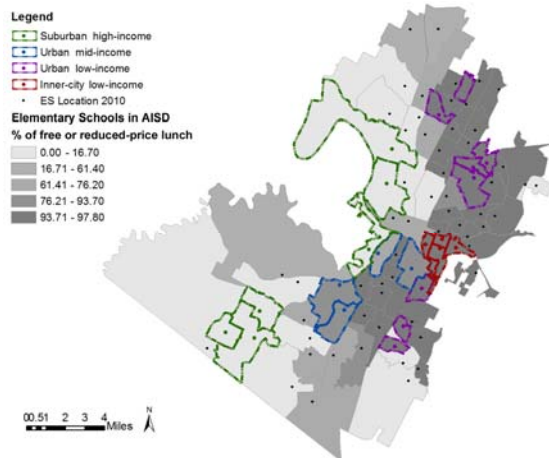 Legend
Suburban high-income
Urban mid-income
Urban low-income
Inner-city low-income
ES Location 2010
Elementary Schools in AISD
% of free or reduced-price lunch
0.00 - 16.70
16.71 - 61.40
61.41 - 76.20
76.21 - 93.70
93.71 - 97.80
00.51 2 3 4
Miles
N